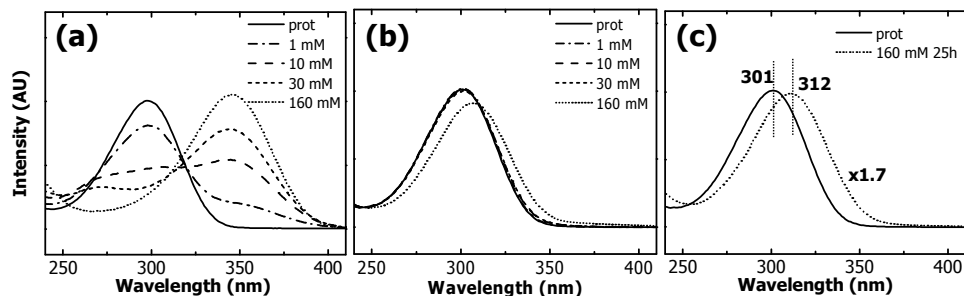 Intensity (AU)
(a)
prot
1 mM
10 mM
30 mM
160 mM
250 300 350 400
Wavelength (nm)
(b)
prot
1 mM
10 mM
30 mM
160 mM
250 300 350 400
Wavelength (nm)
(c)
prot
160 mM 25h
301
312
x1.7
250 300 350 400
Wavelength (nm)